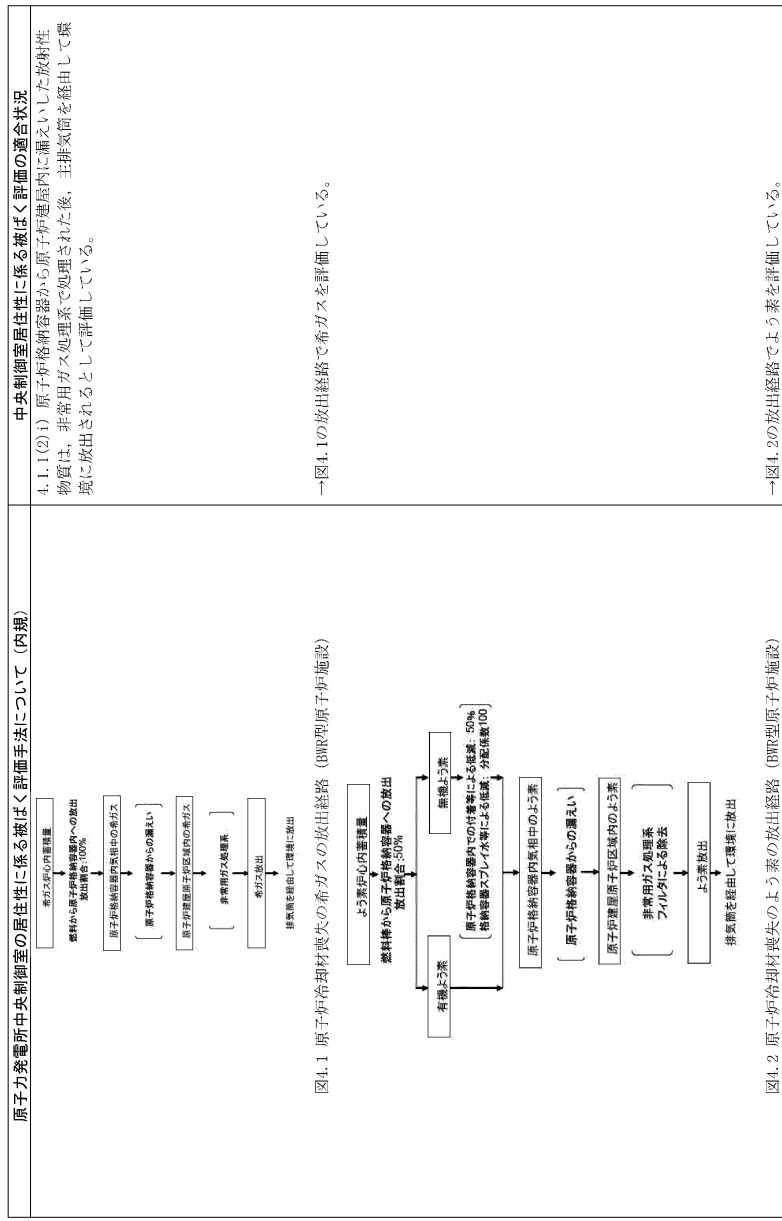 原子力発電所中央制御室の居住性に係る被ばく評価手法について（内規）
中央制御室居住性に係る被ばく評価の適合状況
希ガス炉心内蓄積量
燃料から原子炉格納容器内への放出
放出割合:100%
原子炉格納容器内気相中の希ガス
原子炉格納容器からの漏えい
原子炉建屋原子炉区域内の希ガス
非常用ガス処理系
希ガス放出
排気筒を経由して環境に放出
図4.1 原子炉冷却材喪失の希ガスの放出経路（BWR型原子炉施設）
よう素炉心内蓄積量
燃料棒から原子炉格納容器への放出
放出割合:50%
有機よう素
無機よう素
原子炉格納容器内での付着等による低減: 50%
格納容器スプレイ水等による低減: 分配係数100
原子炉格納容器内気相中のよう素
原子炉格納容器からの漏えい
原子炉建屋原子炉区域内のよう素
非常用ガス処理系
フィルタによる除去
よう素放出
排気筒を経由して環境に放出
図4.2 原子炉冷却材喪失のよう素の放出経路（BWR型原子炉施設）
4.1.1(2)i) 原子炉格納容器から原子炉建屋内に漏えいした放射性
物質は，非常用ガス処理系で処理された後，主排気筒を経由して環
境に放出されるとして評価している。
→図4.1の放出経路で希ガスを評価している。
→図4.2の放出経路でよう素を評価している。